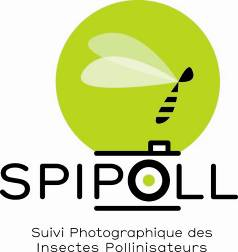 SPIPOLL
Suivi Photographique des
Insectes Pollinisateurs